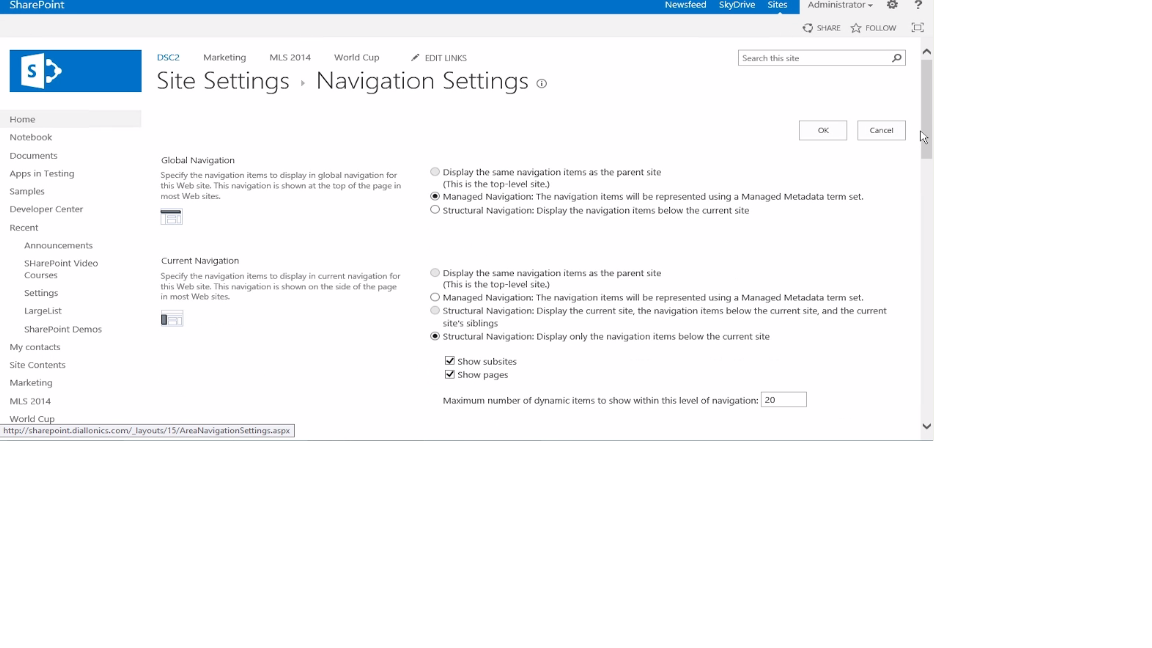 SharePoint
Newsfeed SkyDrive Sites Administrator ?
SHARE FOLLOW
DSC2 Marketing MLS 2014 World Cup EDIT LINKS
Search this site
Site Settings Navigation Settings
OK Cancel
Home
Notebook
Documents
Apps in Testing
Samples
Developer Center
Recent
Announcements
SHarePoint Video
Courses
Settings
LargeList
SharePoint Demos
My contacts
Site Contents
Marketing
MLS 2014
World Cup
Global Navigation
Specify the navigation items to display in global navigation for
this Web site. This navigation is shown at the top of the page in
most Web sites.
Display the same navigation items as the parent site
(This is the top-level site.)
Managed Navigation: The navigation items will be represented using a Managed Metadata term set.
Structural Navigation: Display the navigation items below the current site
Current Navigation
Specify the navigation items to display in current navigation for
this Web site. This navigation is shown on the side of the page
in most Web sites.
Display the same navigation items as the parent site
(This is the top-level site.)
Managed Navigation: The navigation items will be represented using a Managed Metadata term set.
Structural Navigation: Display the current site, the navigation items below the current site, and the current
site's siblings
Structural Navigation: Display only the navigation items below the current site
Show subsites
Show pages
Maximum number of dynamic items to show within this level of navigation: 20
http://sharepoint.diallonics.com/_layouts/15/AreaNavigationSettings.aspx